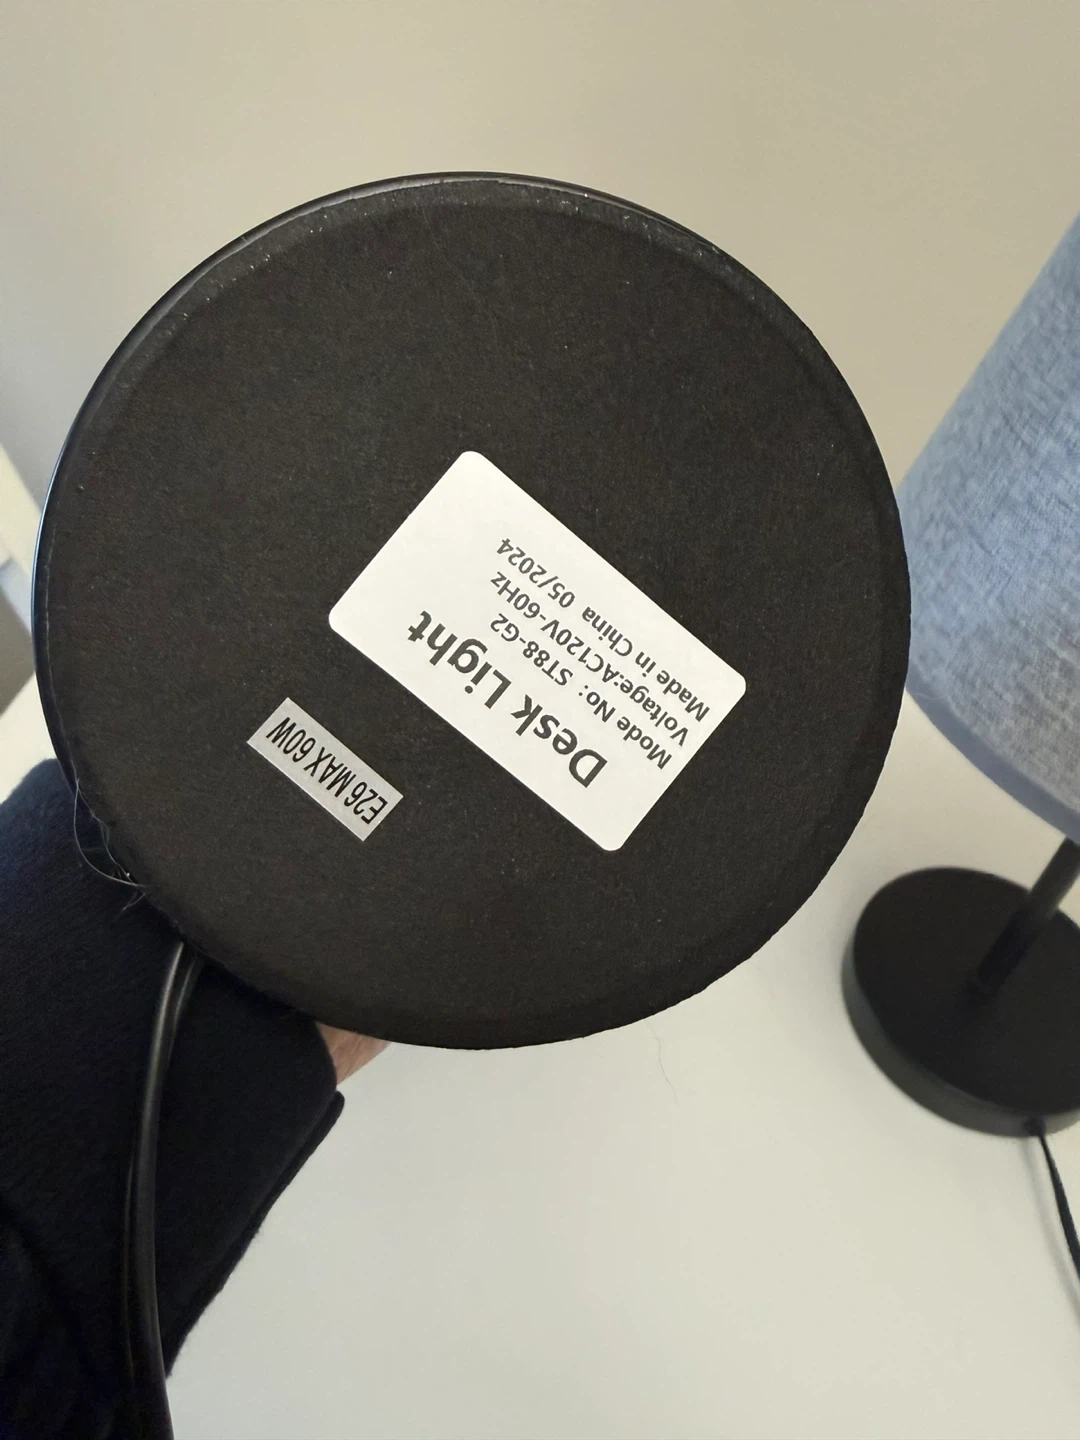 Desk Light
Mode No： ST88-G2
Voltage:AC120V-60Hz
Made in China 05/2024
E26 MAX 60W